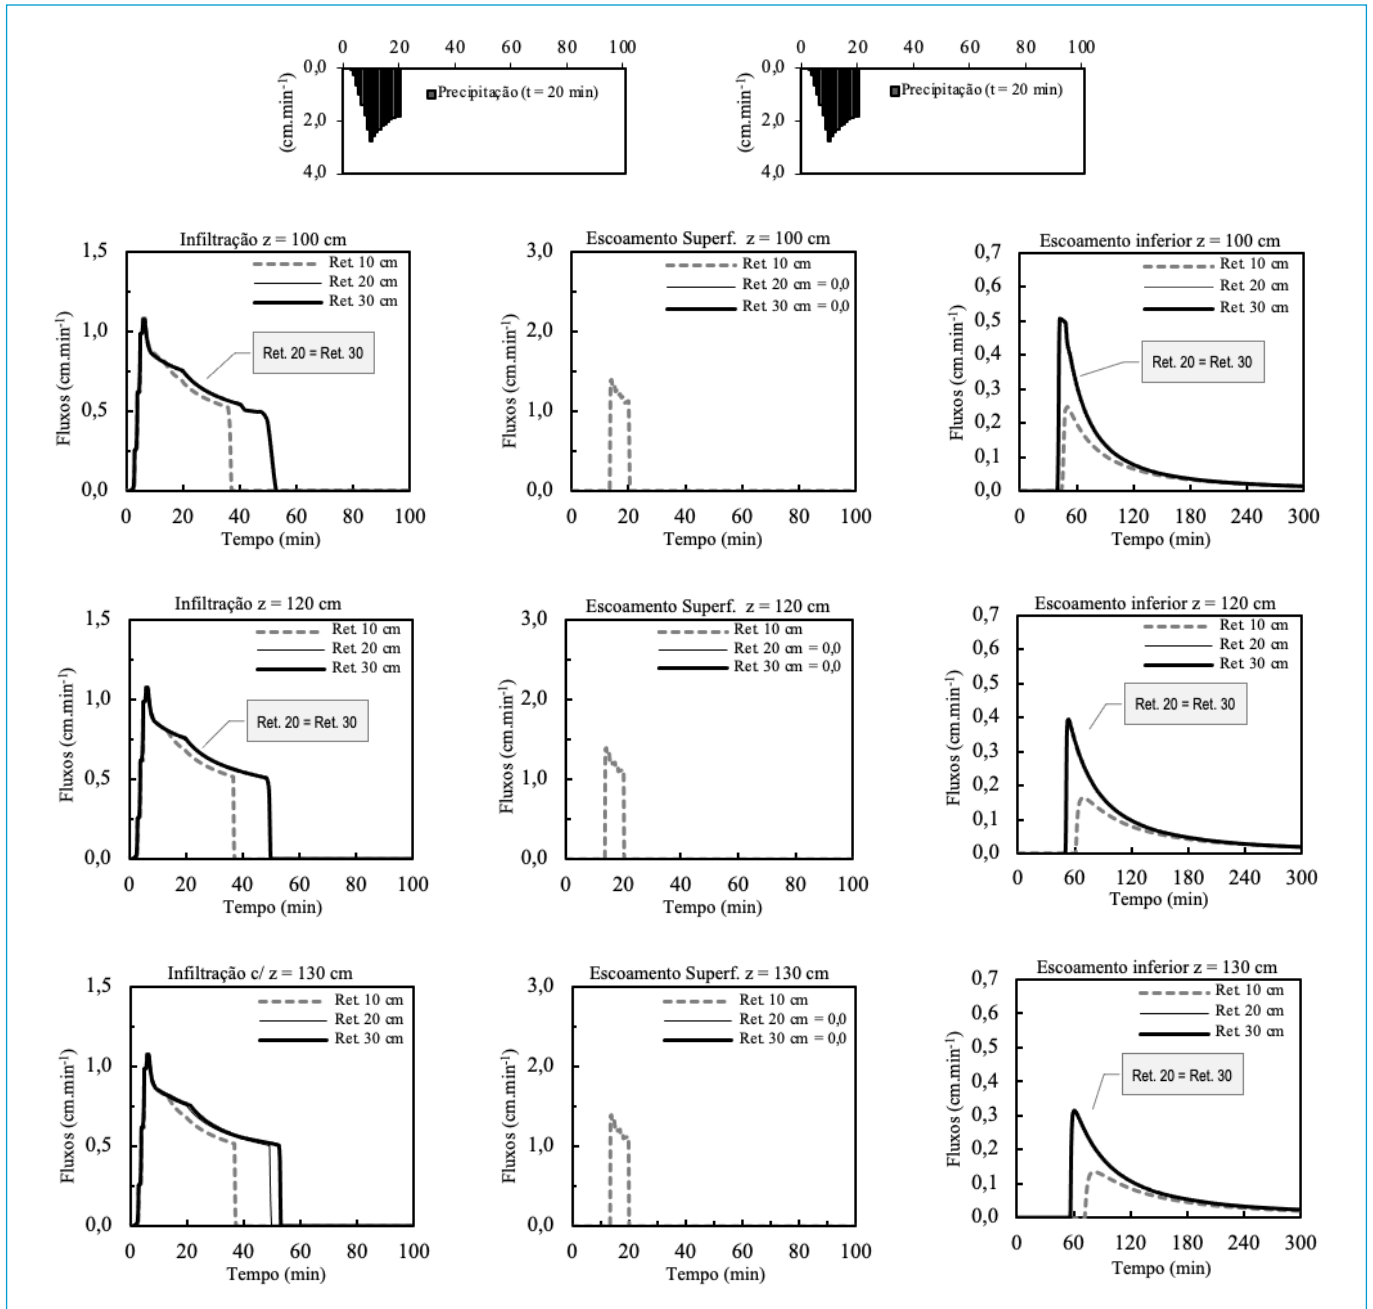 0 20 40 60 80 100
0 20 40 60 80 100
0,0
2,0
4,0
(cm.min-1)
Precipitação (t = 20 min)
0,0
2,0
4,0
(cm.min-1)
Precipitação (t = 20 min)
Infiltração z = 100 cm
1,5
1,0
0,5
0,0
Fluxos (cm.min-1)
Ret. 10 cm
Ret. 20 cm
Ret. 30 cm
Ret. 20 = Ret. 30
0 20 40 60 80 100
Tempo (min)
Escoamento Superf. z = 100 cm
3,0
2,0
1,0
0,0
Fluxos (cm.min-1)
Ret. 10 cm
Ret. 20 cm = 0,0
Ret. 30 cm = 0,0
0 20 40 60 80 100
Tempo (min)
Escoamento inferior z = 100 cm
0,7
0,6
0,5
0,4
0,3
0,2
0,1
0,0
Fluxos (cm.min-1)
Ret. 10 cm
Ret. 20 cm
Ret. 30 cm
Ret. 20 = Ret. 30
0 60 120 180 240 300
Tempo (min)
Infiltração z = 120 cm
1,5
1,0
0,5
0,0
Fluxos (cm.min-1)
Ret. 10 cm
Ret. 20 cm
Ret. 30 cm
Ret. 20 = Ret. 30
0 20 40 60 80 100
Tempo (min)
Escoamento Superf. z = 120 cm
3,0
2,0
1,0
0,0
Fluxos (cm.min-1)
Ret. 10 cm
Ret. 20 cm = 0,0
Ret. 30 cm = 0,0
0 20 40 60 80 100
Tempo (min)
Escoamento inferior z = 120 cm
0,7
0,6
0,5
0,4
0,3
0,2
0,1
0,0
Fluxos (cm.min-1)
Ret. 10 cm
Ret. 20 cm
Ret. 30 cm
Ret. 20 = Ret. 30
0 60 120 180 240 300
Tempo (min)
Infiltração c/ z = 130 cm
1,5
1,0
0,5
0,0
Fluxos (cm.min-1)
Ret. 10 cm
Ret. 20 cm
Ret. 30 cm
0 20 40 60 80 100
Tempo (min)
Escoamento Superf. z = 130 cm
3,0
2,0
1,0
0,0
Fluxos (cm.min-1)
Ret. 10 cm
Ret. 20 cm = 0,0
Ret. 30 cm = 0,0
0 20 40 60 80 100
Tempo (min)
Escoamento inferior z = 130 cm
0,7
0,6
0,5
0,4
0,3
0,2
0,1
0,0
Fluxos (cm.min-1)
Ret. 10 cm
Ret. 20 cm
Ret. 30 cm
Ret. 20 = Ret. 30
0 60 120 180 240 300
Tempo (min)